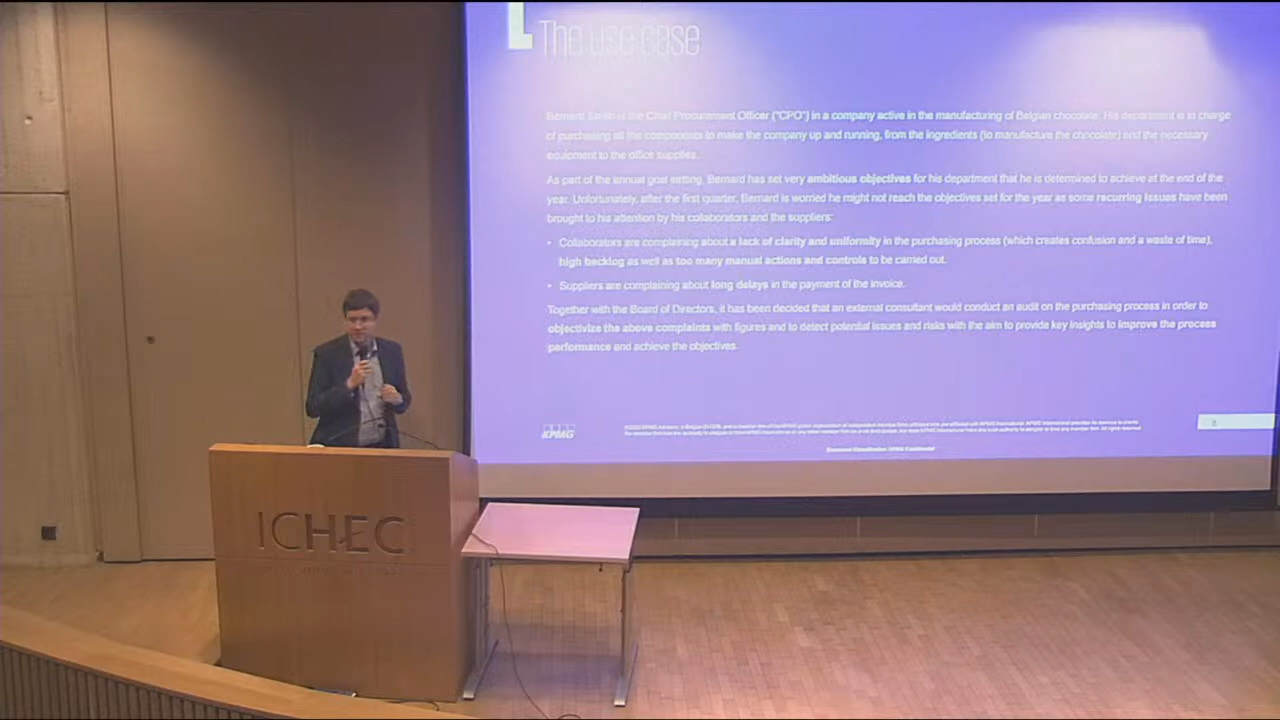 The use case
Bernard is the Chief Procurement Officer ("CPO") in a company active in the manufacturing of Belgian chocolate. His department is in charge
of purchasing all the components to make the company up and running, from the ingredients (to manufacture the chocolate) and the necessary
equipment to the office supplies.
As part of the annual goal setting, Bernard has set very ambitious objectives for his department that he is determined to achieve at the end of the
year. Unfortunately, after the first quarter, Bernard is worried he might not reach the objectives set for the year as some recurring issues have been
brought to his attention by his collaborators and the suppliers:
• Collaborators are complaining about a lack of clarity and uniformity in the purchasing process (which creates confusion and a waste of time),
high backlog as well as too many manual actions and controls to be carried out.
• Suppliers are complaining about long delays in the payment of the invoice.
Together with the Board of Directors, it has been decided that an external consultant would conduct an audit on the purchasing process in order to
objectivize the above complaints with figures and to detect potential issues and risks with the aim to provide key insights to improve the process
performance and achieve the objectives.
KPMG
ICHEC